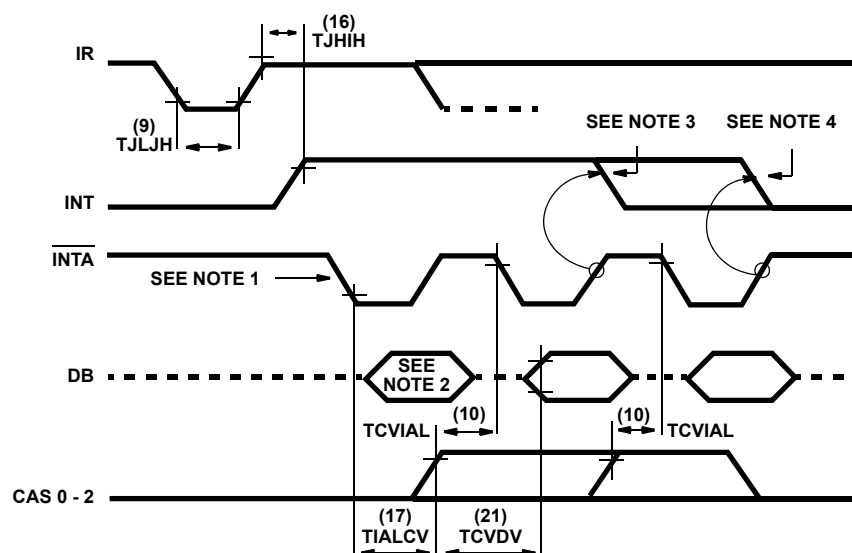 (16)
TJHIH
IR
(9)
TJLJH
SEE NOTE 3
SEE NOTE 4
INT
INTA
SEE NOTE 1
DB
SEE
NOTE 2
TCVIAL
(10)
(10)
TCVIAL
CAS 0 - 2
(17)
TIALCV
(21)
TCVDV